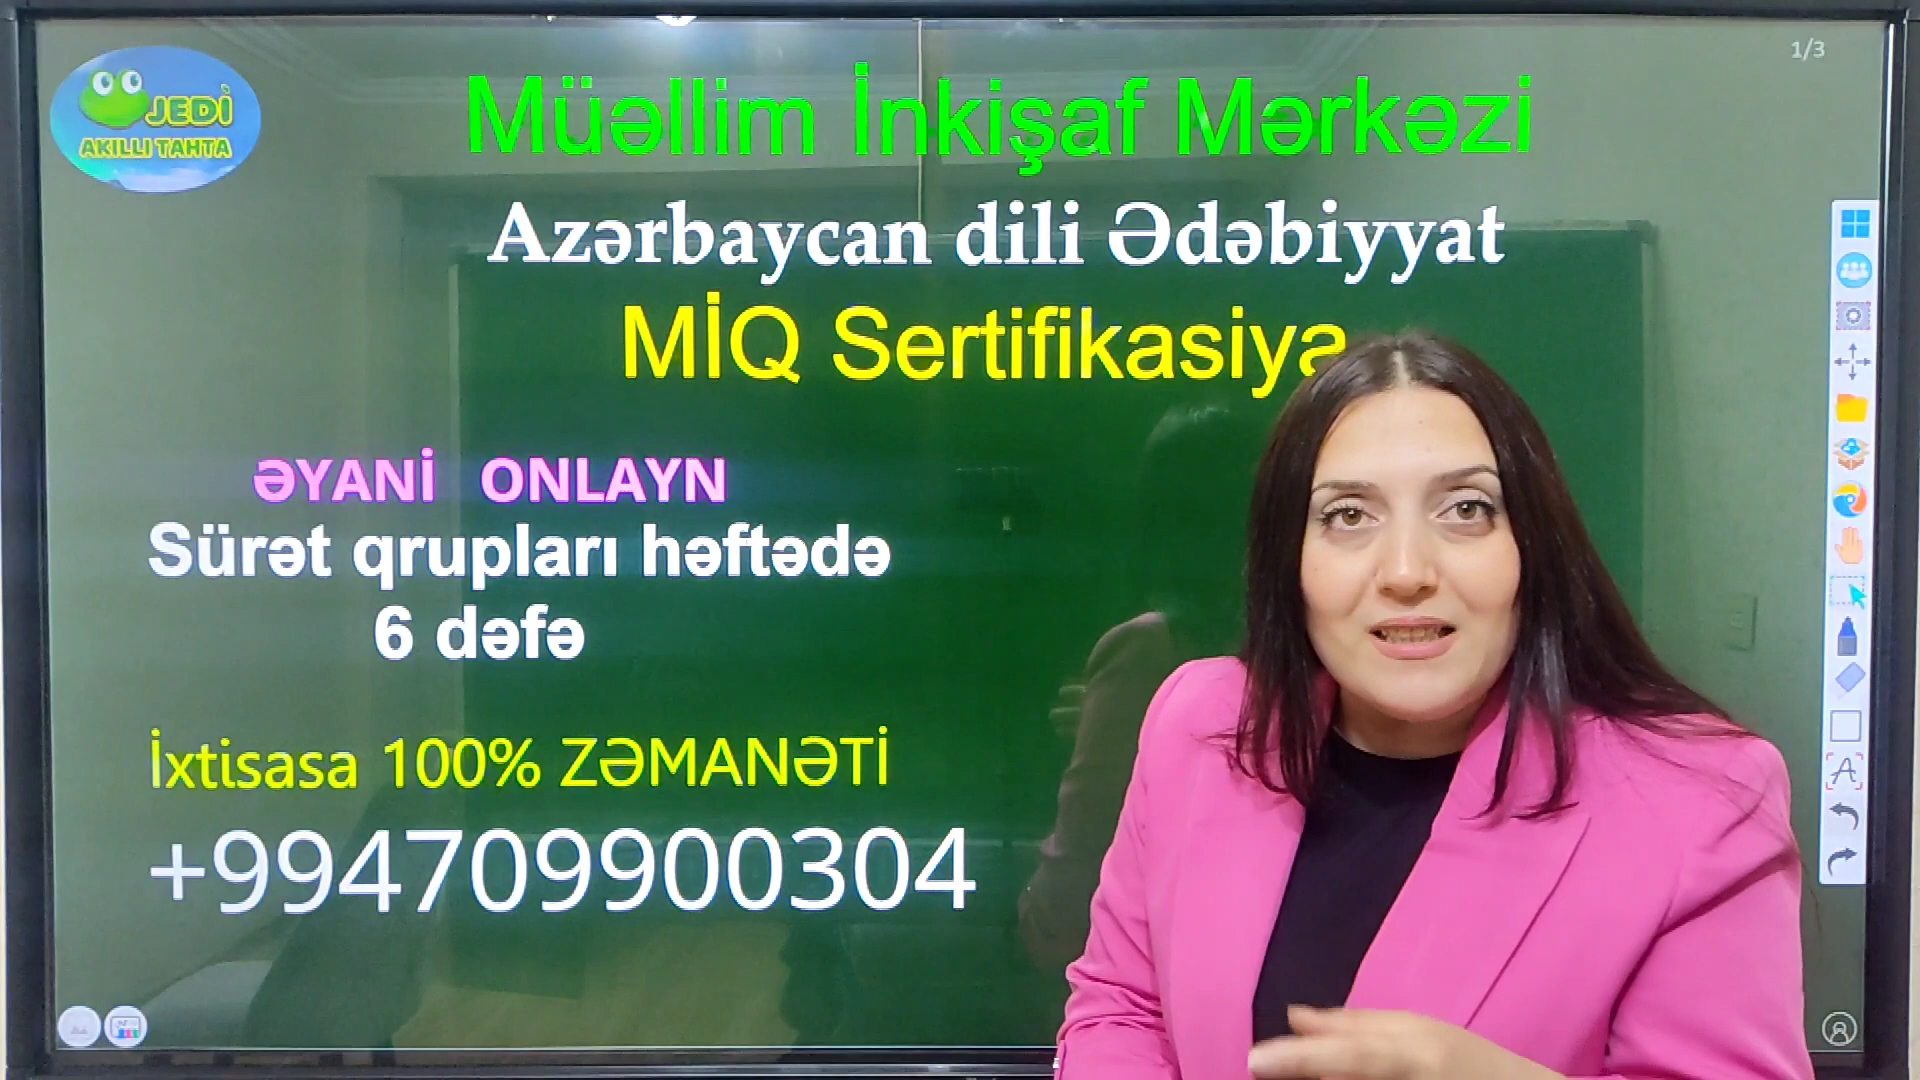 JEDİ
AKILLI TAHTA
1/3
Müəllim İnkişaf Mərkəzi
Azərbaycan dili Ədəbiyyat
MİQ Sertifikasiya
ƏYANİ ONLAYN
Sürət qrupları həftədə
6 dəfə
İxtisasa 100% ZƏMANƏTİ
+994709900304